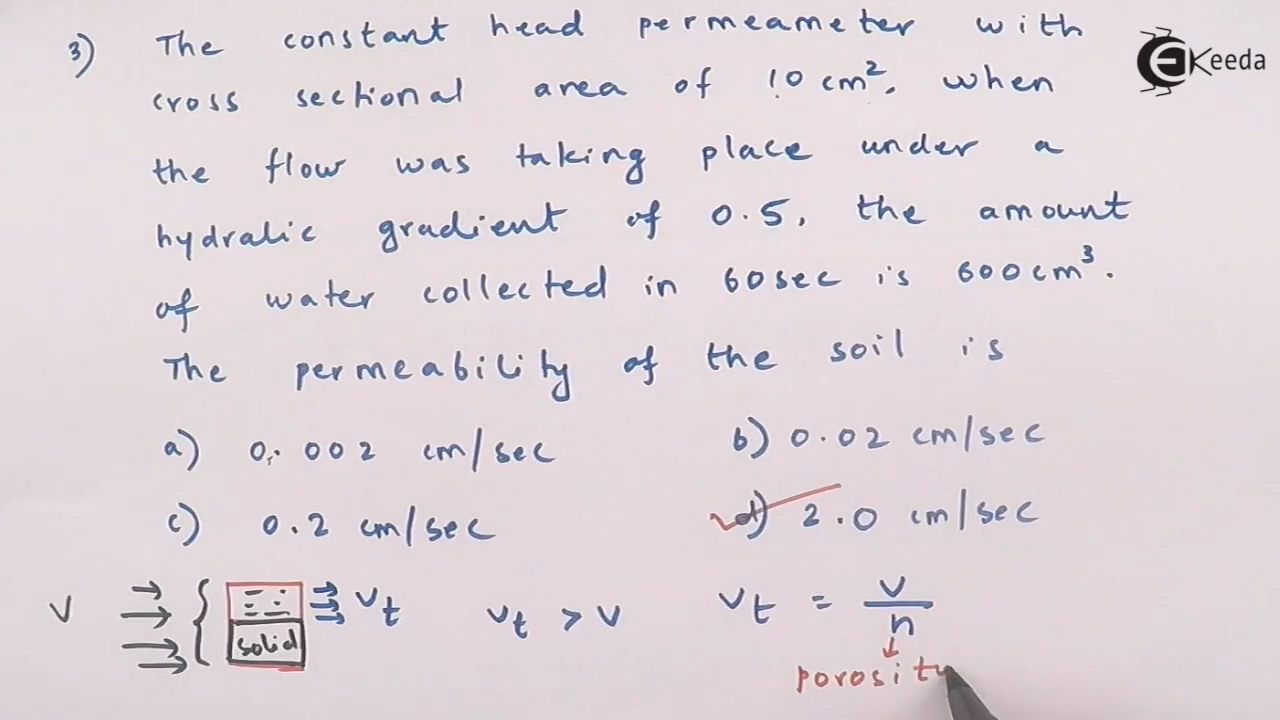 3) The constant head permeameter with
EKeeda
cross sectional area of 10 cm², when
the flow was taking place under a
hydralic gradient of 0.5, the amount
of water collected in 60sec is 600cm³.
The permeability of the soil is
a) 0.002 cm/sec b) 0.02 cm/sec
c) 0.2 cm/sec d) 2.0 cm/sec
V { solid Vt Vt > V Vt = V/n
porosity